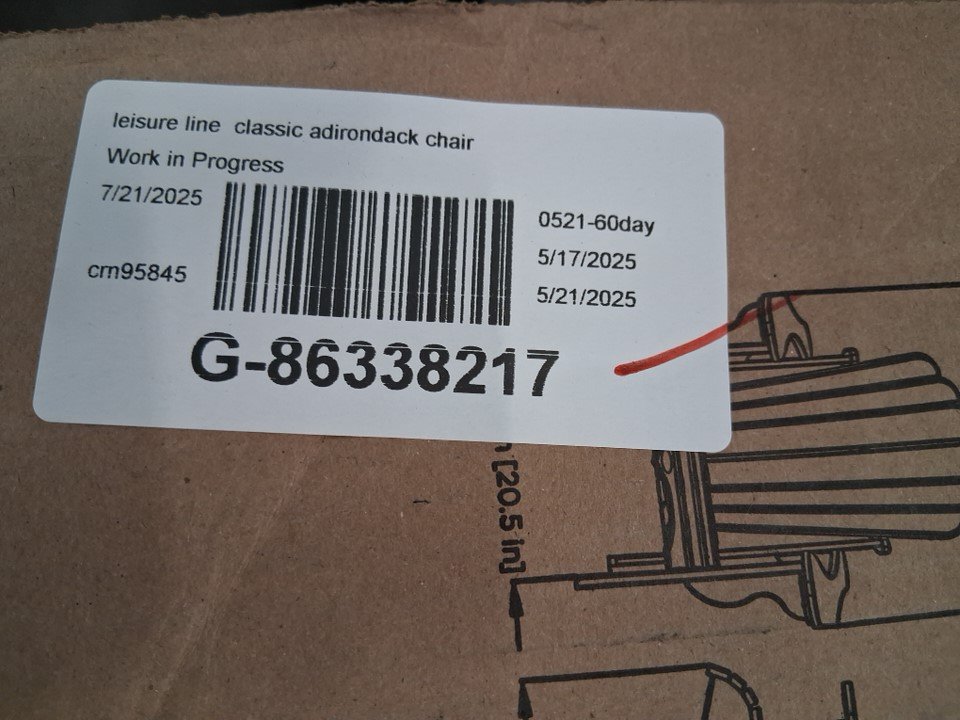 leisure line classic adirondack chair
Work in Progress
7/21/2025
0521-60day
5/17/2025
crn95845
5/21/2025
G-86338217
[20.5 in]